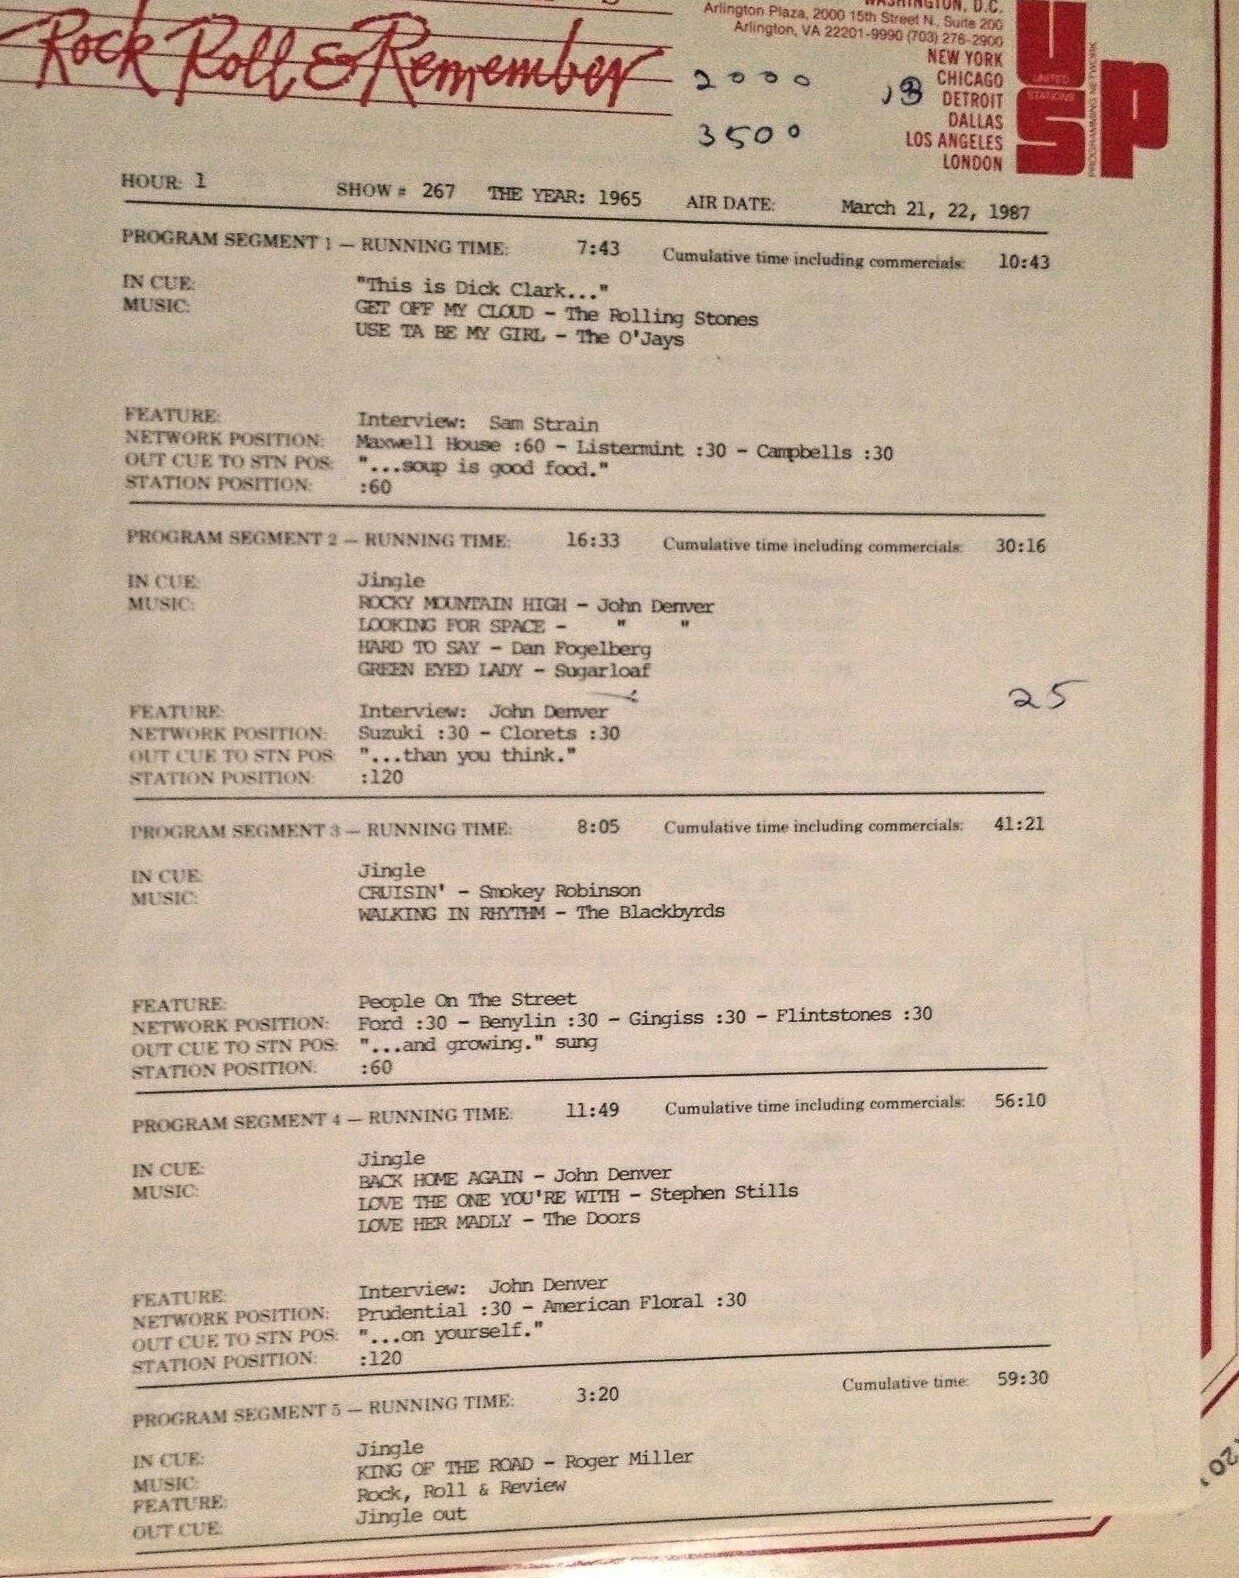 Rock Roll & Remember
WASHINGTON, D.C.
Arlington Plaza, 2000 15th Street N., Suite 200
Arlington, VA 22201-9990 (703) 276-2900
NEW YORK
CHICAGO
DETROIT
DALLAS
LOS ANGELES
LONDON
UNITED
STATIONS
PROGRAMMING NETWORK
USP
2000
3500
HOUR: 1 SHOW # 267 THE YEAR: 1965 AIR DATE: March 21, 22, 1987
PROGRAM SEGMENT 1 — RUNNING TIME: 7:43 Cumulative time including commercials: 10:43
IN CUE: "This is Dick Clark..."
MUSIC: GET OFF MY CLOUD - The Rolling Stones
USE TA BE MY GIRL - The O'Jays
FEATURE: Interview: Sam Strain
NETWORK POSITION: Maxwell House :60 - Listermint :30 - Campbells :30
OUT CUE TO STN POS: "...soup is good food."
STATION POSITION: :60
PROGRAM SEGMENT 2 — RUNNING TIME: 16:33 Cumulative time including commercials: 30:16
IN CUE: Jingle
MUSIC: ROCKY MOUNTAIN HIGH - John Denver
LOOKING FOR SPACE - " "
HARD TO SAY - Dan Fogelberg
GREEN EYED LADY - Sugarloaf
25
FEATURE: Interview: John Denver
NETWORK POSITION: Suzuki :30 - Clorets :30
OUT CUE TO STN POS: "...than you think."
STATION POSITION: :120
PROGRAM SEGMENT 3 — RUNNING TIME: 8:05 Cumulative time including commercials: 41:21
IN CUE: Jingle
MUSIC: CRUISIN' - Smokey Robinson
WALKING IN RHYTHM - The Blackbyrds
FEATURE: People On The Street
NETWORK POSITION: Ford :30 - Benylin :30 - Gingiss :30 - Flintstones :30
OUT CUE TO STN POS: "...and growing." sung
STATION POSITION: :60
PROGRAM SEGMENT 4 — RUNNING TIME: 11:49 Cumulative time including commercials: 56:10
IN CUE: Jingle
MUSIC: BACK HOME AGAIN - John Denver
LOVE THE ONE YOU'RE WITH - Stephen Stills
LOVE HER MADLY - The Doors
FEATURE: Interview: John Denver
NETWORK POSITION: Prudential :30 - American Floral :30
OUT CUE TO STN POS: "...on yourself."
STATION POSITION: :120
PROGRAM SEGMENT 5 — RUNNING TIME: 3:20 Cumulative time: 59:30
IN CUE: Jingle
MUSIC: KING OF THE ROAD - Roger Miller
FEATURE: Rock, Roll & Review
OUT CUE: Jingle out